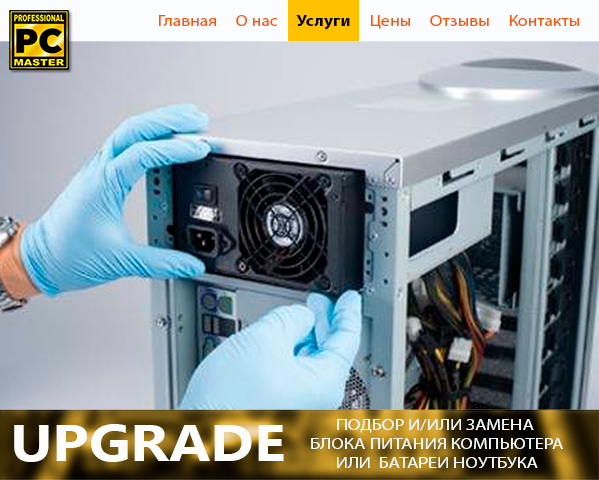 PROFESSIONAL
PC
MASTER
Главная О нас Услуги Цены Отзывы Контакты
UPGRADE
ПОДБОР И/ИЛИ ЗАМЕНА
БЛОКА ПИТАНИЯ КОМПЬЮТЕРА
ИЛИ БАТАРЕИ НОУТБУКА